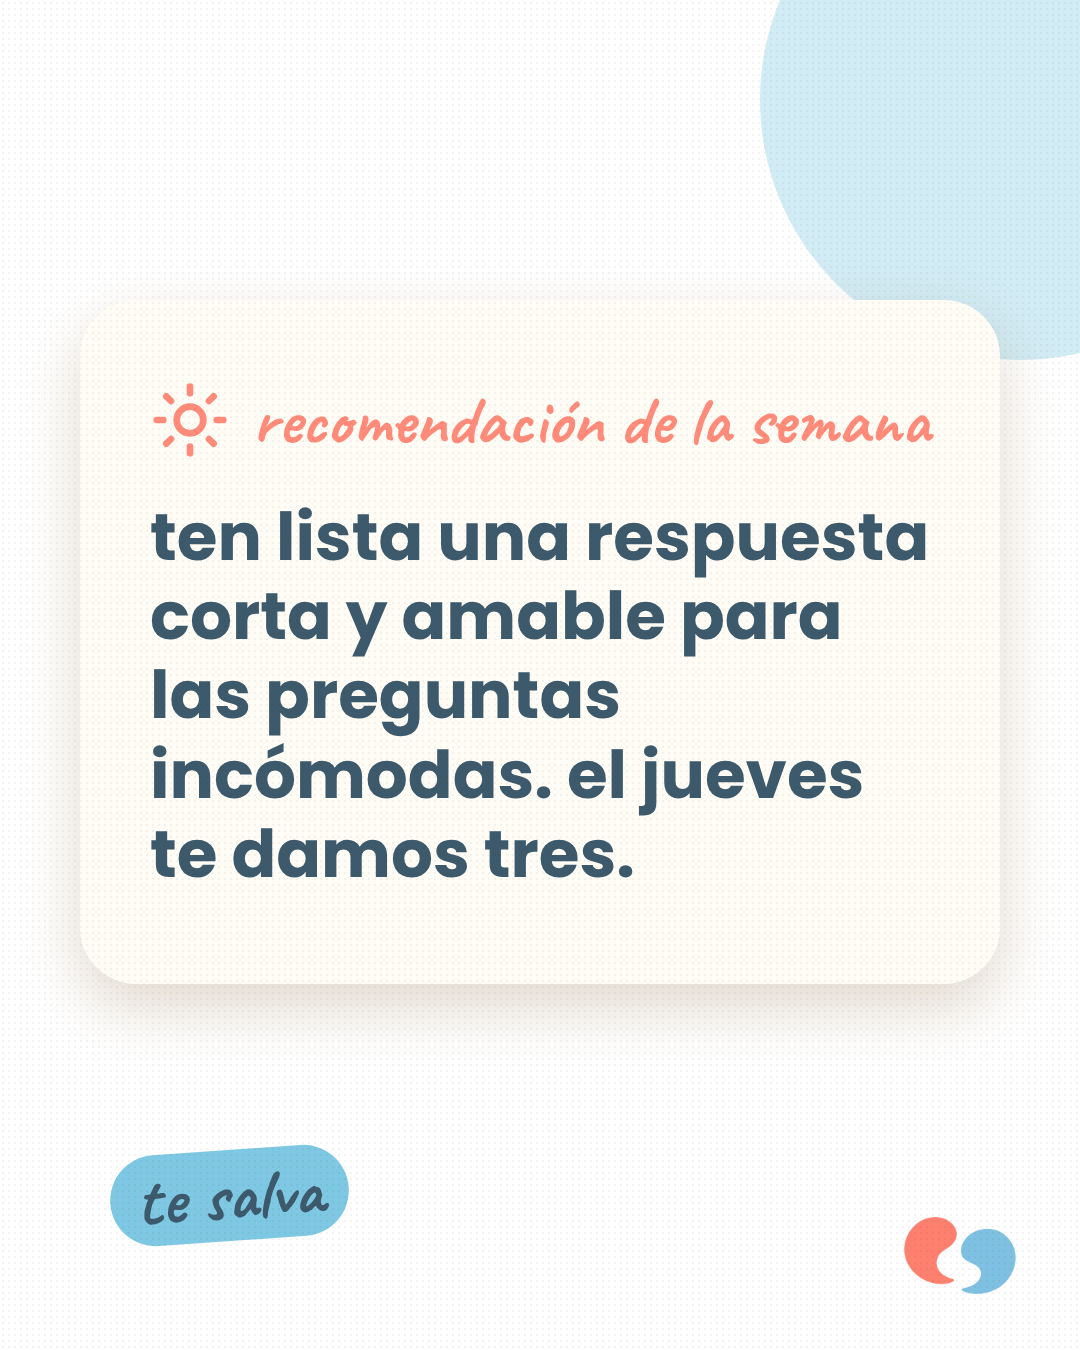 recomendación de la semana
ten lista una respuesta
corta y amable para
las preguntas
incómodas. el jueves
te damos tres.
te salva